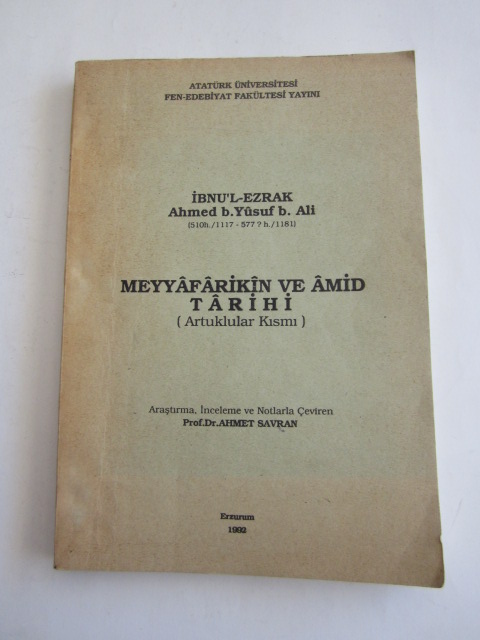 ATATÜRK ÜNİVERSİTESİ
FEN-EDEBİYAT FAKÜLTESİ YAYINI
İBNU'L-EZRAK
Ahmed b.Yûsuf b. Ali
(510h./1117 - 577 ? h./1181)
MEYYÂFÂRİKÎN VE ÂMİD
TÂRİHİ
( Artuklular Kısmı )
Araştırma, İnceleme ve Notlarla Çeviren
Prof.Dr.AHMET SAVRAN
Erzurum
1992